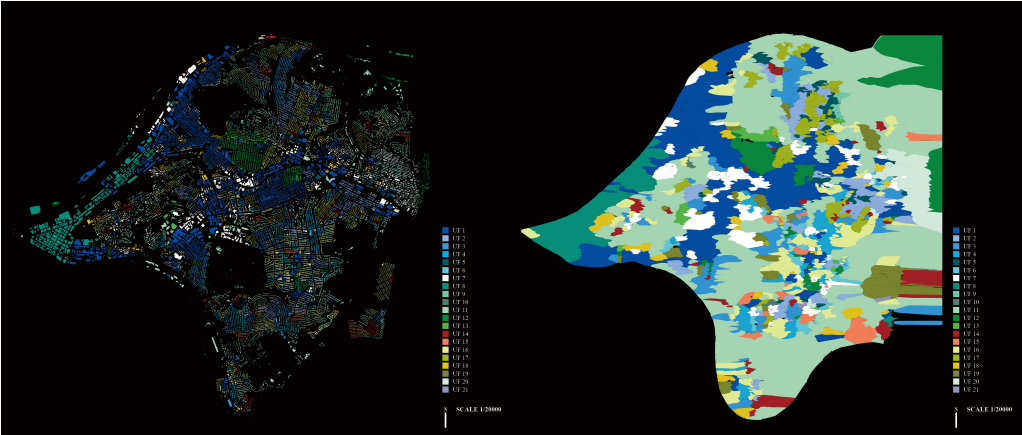 UF 1
UF 2
UF 3
UF 4
UF 5
UF 6
UF 7
UF 8
UF 9
UF 10
UF 11
UF 12
UF 13
UF 14
UF 15
UF 16
UF 17
UF 18
UF 19
UF 20
UF 21
N
SCALE 1/20000
UF 1
UF 2
UF 3
UF 4
UF 5
UF 6
UF 7
UF 8
UF 9
UF 10
UF 11
UF 12
UF 13
UF 14
UF 15
UF 16
UF 17
UF 18
UF 19
UF 20
UF 21
N
SCALE 1/20000